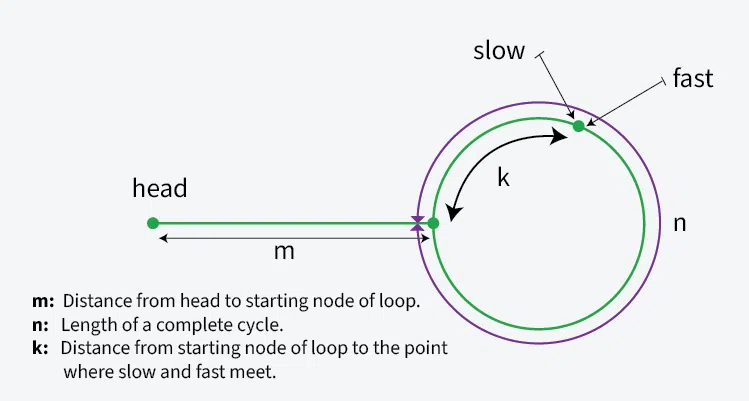 slow
fast
head
k
n
m
m: Distance from head to starting node of loop.
n: Length of a complete cycle.
k: Distance from starting node of loop to the point
where slow and fast meet.